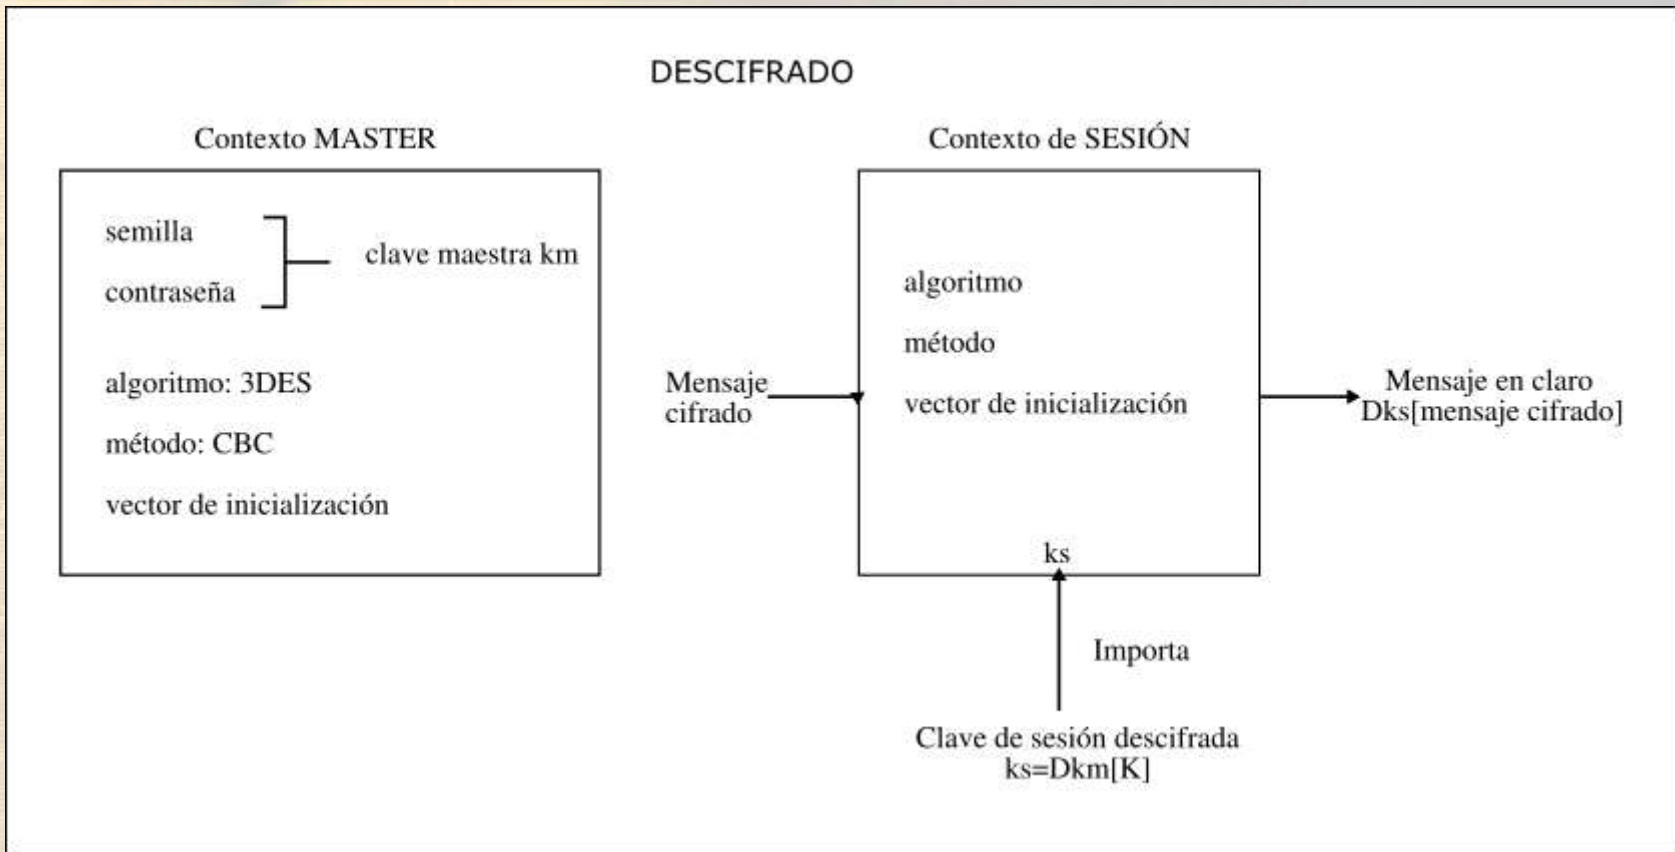 DESCIFRADO
Contexto MASTER
semilla
contraseña
clave maestra km
algoritmo: 3DES
método: CBC
vector de inicialización
Mensaje
cifrado
Contexto de SESIÓN
algoritmo
método
vector de inicialización
ks
Mensaje en claro
Dks[mensaje cifrado]
Importa
Clave de sesión descifrada
ks=Dkm[K]